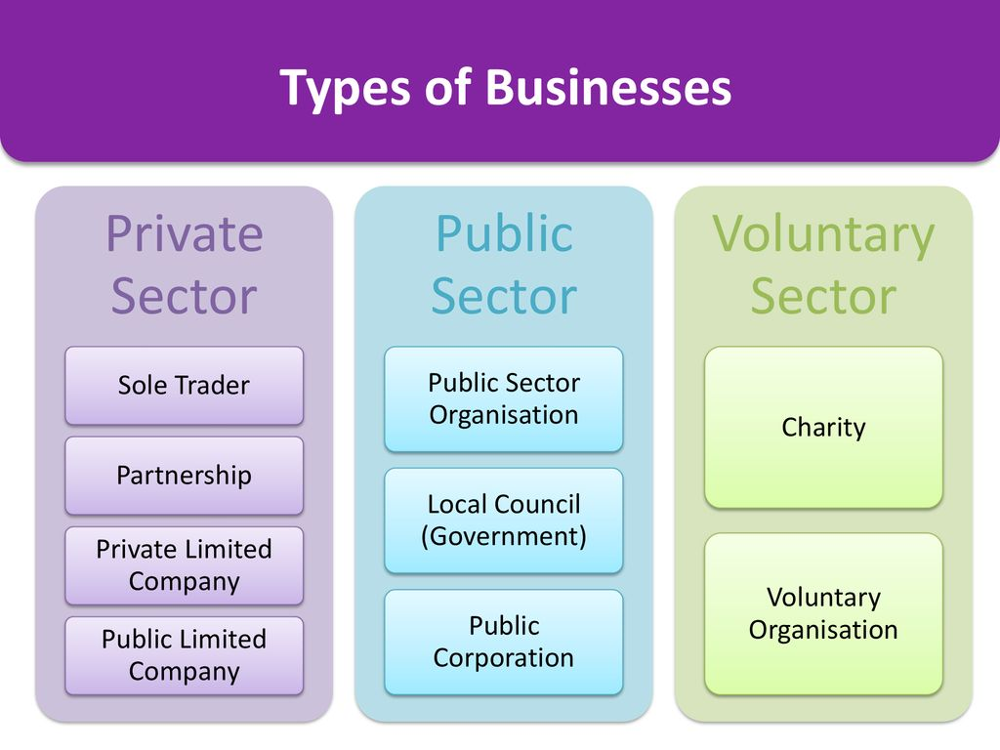 Types of Businesses
Private
Sector
Sole Trader
Partnership
Private Limited
Company
Public Limited
Company
Public
Sector
Public Sector
Organisation
Local Council
(Government)
Public
Corporation
Voluntary
Sector
Charity
Voluntary
Organisation